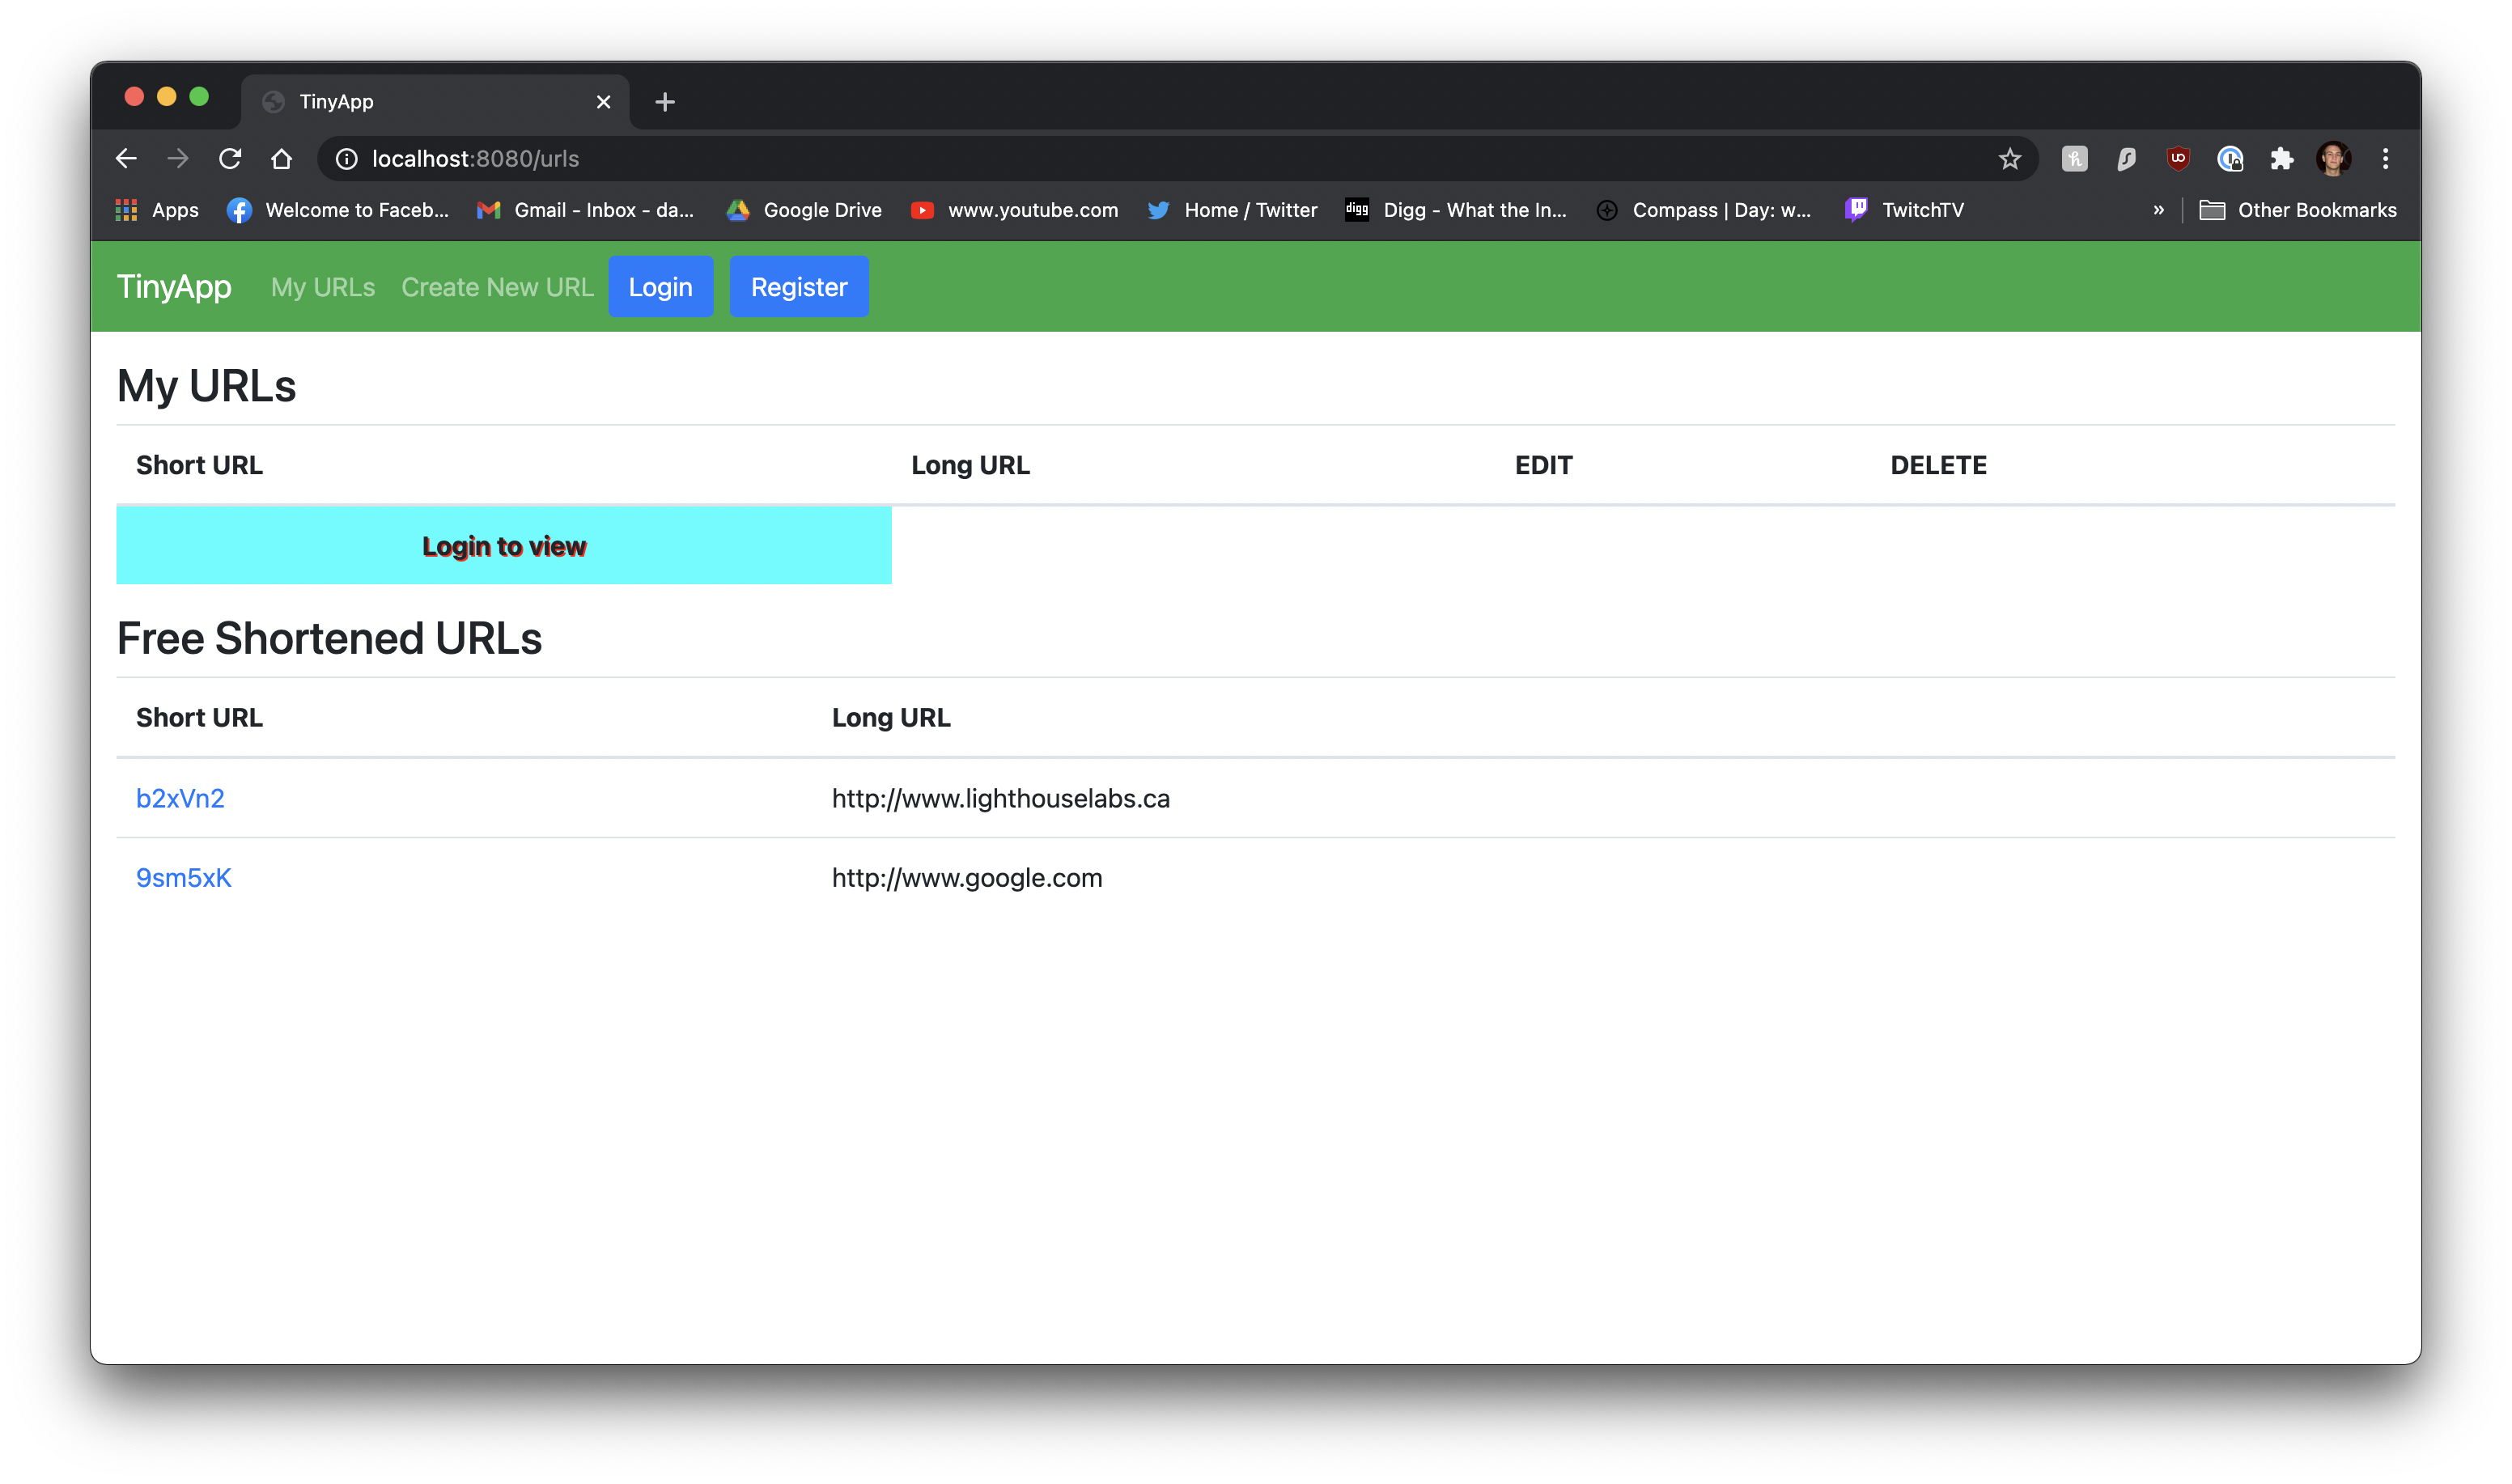 TinyApp
localhost:8080/urls
Apps Welcome to Faceb... Gmail - Inbox - da... Google Drive www.youtube.com Home / Twitter digg Digg - What the In... Compass | Day: w... TwitchTV » Other Bookmarks
TinyApp My URLs Create New URL Login Register
My URLs
Short URL Long URL EDIT DELETE
Login to view
Free Shortened URLs
Short URL Long URL
b2xVn2 http://www.lighthouselabs.ca
9sm5xK http://www.google.com